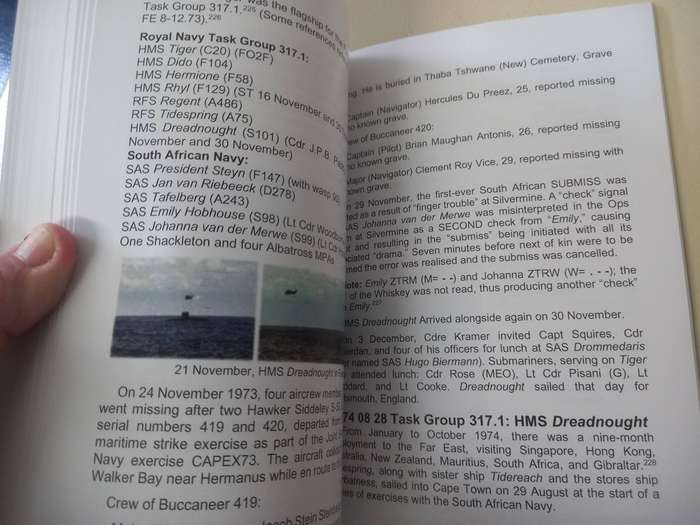 was the flagship for the
Task Group 317.1.²²⁵ (Some references
FE 8-12.73).²²⁶
Royal Navy Task Group 317.1:
HMS Tiger (C20) (FO2F)
HMS Dido (F104)
HMS Hermione (F58)
HMS Rhyl (F129) (ST 16 November
RFS Regent (A486)
RFS Tidespring (A75)
HMS Dreadnought (S101) (Cdr J.P.B.
November and 30 November)
South African Navy:
SAS President Steyn (F147) (with wasp
SAS Jan van Riebeeck (D278)
SAS Tafelberg (A243)
SAS Emily Hobhouse (S98) (Lt Cdr
SAS Johanna van der Merwe (S99) (Lt Cdr
One Shackleton and four Albatross MPAs
21 November, HMS Dreadnought
On 24 November 1973, four aircrew
went missing after two Hawker Siddeley
serial numbers 419 and 420, departed
maritime strike exercise as part of the
Navy exercise CAPEX73. The aircraft
Walker Bay near Hermanus while en route to
Crew of Buccaneer 419:
He is buried in Thaba Tshwane (New) Cemetery, Grave
(Navigator) Hercules Du Preez, 25, reported missing
no known grave.
of Buccaneer 420:
(Pilot) Brian Maughan Antonis, 26, reported missing
no known grave.
(Navigator) Clement Roy Vice, 29, reported missing with
grave.
29 November, the first-ever South African SUBMISS was
as a result of "finger trouble" at Silvermine. A "check" signal
Johanna van der Merwe was misinterpreted in the Ops
at Silvermine as a SECOND check from "Emily," causing
and resulting in the "submiss" being initiated with all its
"drama." Seven minutes before next of kin were to be
the error was realised and the submiss was cancelled.
Emily ZTRM (M= - -) and Johanna ZTRW (W= . - -); the
of the Whiskey was not read, thus producing another "check"
Emily.²²⁷
HMS Dreadnought Arrived alongside again on 30 November.
3 December, Cdre Kramer invited Capt Squires, Cdr
and four of his officers for lunch at SAS Drommedaris
named SAS Hugo Biermann). Submariners, serving on Tiger
attended lunch: Cdr Rose (MEO), Lt Cdr Pisani (G), Lt
and Lt Cooke. Dreadnought sailed that day for
England.
74 08 28 Task Group 317.1: HMS Dreadnought
From January to October 1974, there was a nine-month
to the Far East, visiting Singapore, Hong Kong,
New Zealand, Mauritius, South Africa, and Gibraltar.²²⁸
along with sister ship Tidereach and the stores ship
sailed into Cape Town on 29 August at the start of a
of exercises with the South African Navy.